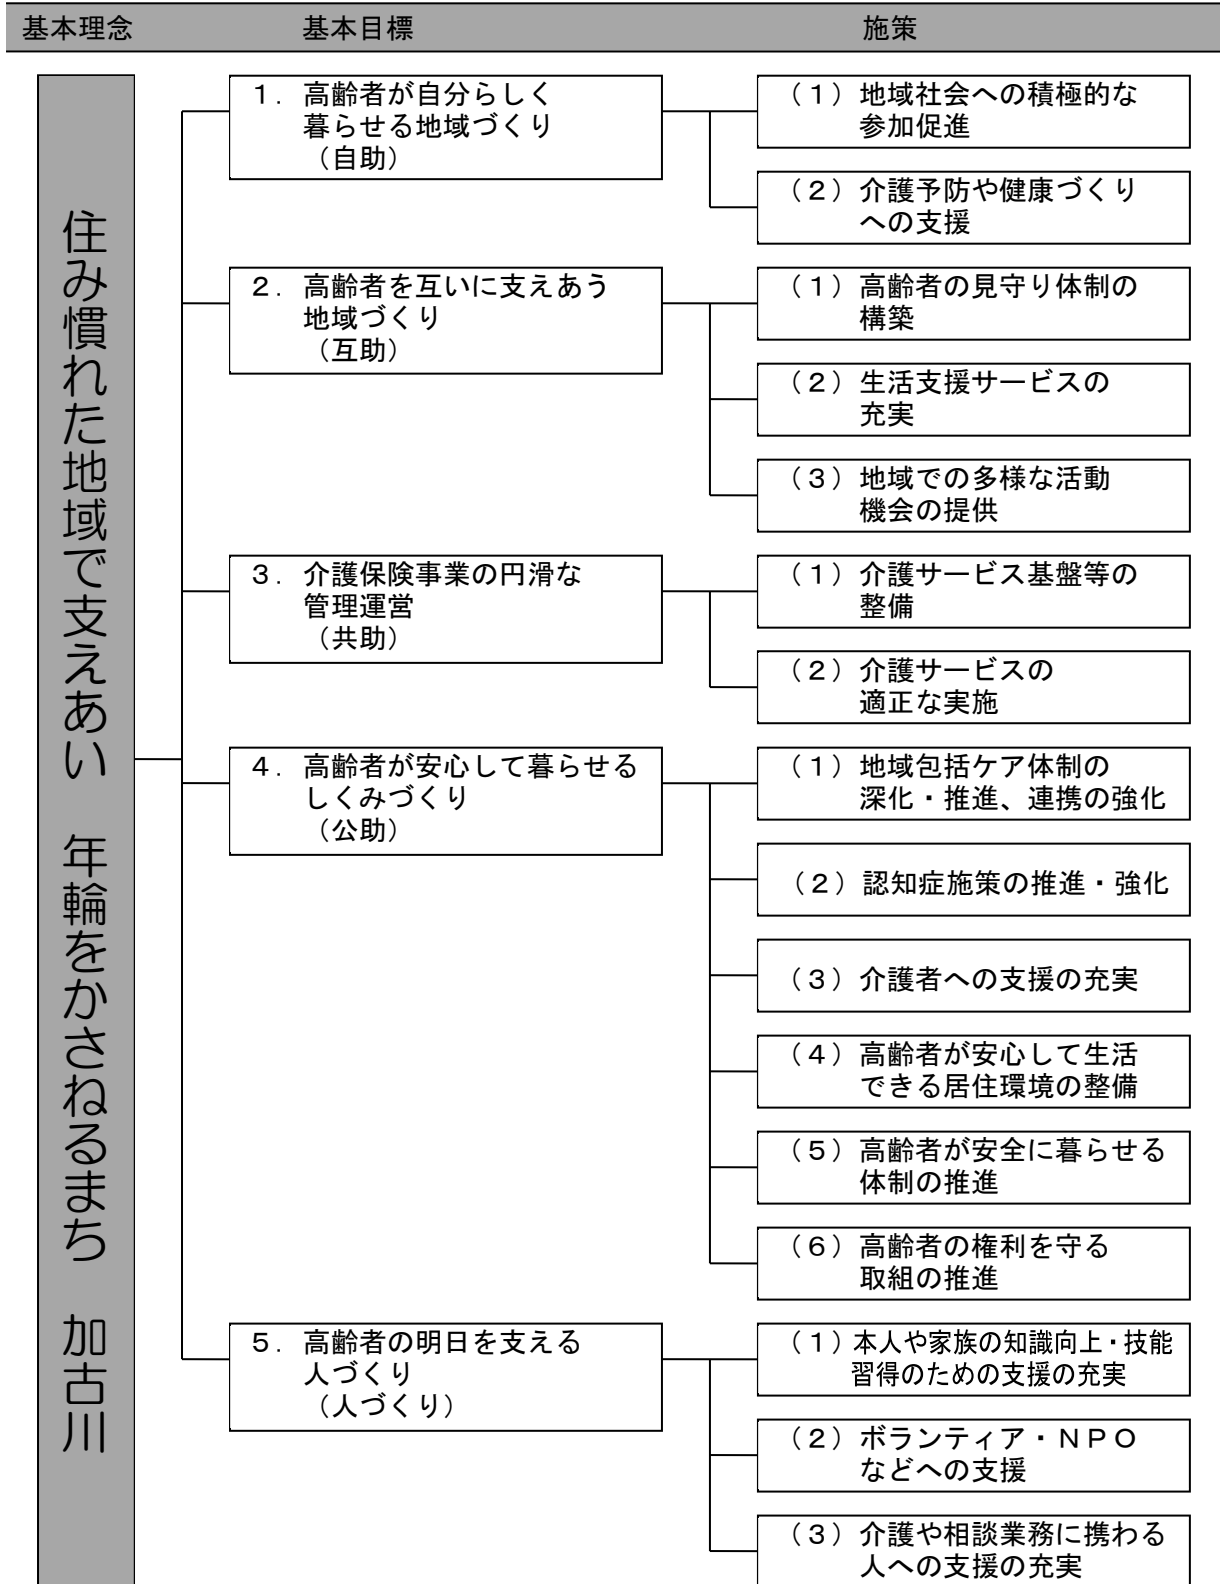 基本理念 基本目標 施策
住み慣れた地域で支えあい 年輪をかさねるまち 加古川
１．高齢者が自分らしく
暮らせる地域づくり
（自助）
（１）地域社会への積極的な
参加促進
（２）介護予防や健康づくり
への支援
２．高齢者を互いに支えあう
地域づくり
（互助）
（１）高齢者の見守り体制の
構築
（２）生活支援サービスの
充実
（３）地域での多様な活動
機会の提供
３．介護保険事業の円滑な
管理運営
（共助）
（１）介護サービス基盤等の
整備
（２）介護サービスの
適正な実施
４．高齢者が安心して暮らせる
しくみづくり
（公助）
（１）地域包括ケア体制の
深化・推進、連携の強化
（２）認知症施策の推進・強化
（３）介護者への支援の充実
（４）高齢者が安心して生活
できる居住環境の整備
（５）高齢者が安全に暮らせる
体制の推進
（６）高齢者の権利を守る
取組の推進
５．高齢者の明日を支える
人づくり
（人づくり）
（１）本人や家族の知識向上・技能
習得のための支援の充実
（２）ボランティア・ＮＰＯ
などへの支援
（３）介護や相談業務に携わる
人への支援の充実